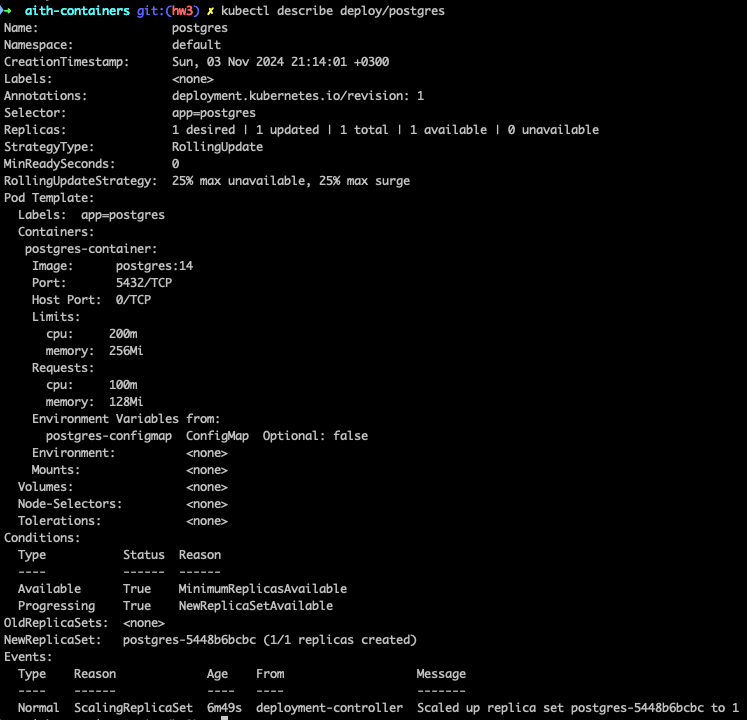 ➜  aith-containers git:(hw3) ✗ kubectl describe deploy/postgres
Name:                   postgres
Namespace:              default
CreationTimestamp:      Sun, 03 Nov 2024 21:14:01 +0300
Labels:                 <none>
Annotations:            deployment.kubernetes.io/revision: 1
Selector:               app=postgres
Replicas:               1 desired | 1 updated | 1 total | 1 available | 0 unavailable
StrategyType:           RollingUpdate
MinReadySeconds:        0
RollingUpdateStrategy:  25% max unavailable, 25% max surge
Pod Template:
  Labels:  app=postgres
  Containers:
   postgres-container:
    Image:      postgres:14
    Port:       5432/TCP
    Host Port:  0/TCP
    Limits:
      cpu:     200m
      memory:  256Mi
    Requests:
      cpu:     100m
      memory:  128Mi
    Environment Variables from:
      postgres-configmap  ConfigMap  Optional: false
    Environment:          <none>
    Mounts:               <none>
  Volumes:                <none>
  Node-Selectors:         <none>
  Tolerations:            <none>
Conditions:
  Type           Status  Reason
  ----           ------  ------
  Available      True    MinimumReplicasAvailable
  Progressing    True    NewReplicaSetAvailable
OldReplicaSets:  <none>
NewReplicaSet:   postgres-5448b6bcbc (1/1 replicas created)
Events:
  Type    Reason             Age    From                   Message
  ----    ------             ----   ----                   -------
  Normal  ScalingReplicaSet  6m49s  deployment-controller  Scaled up replica set postgres-5448b6bcbc to 1